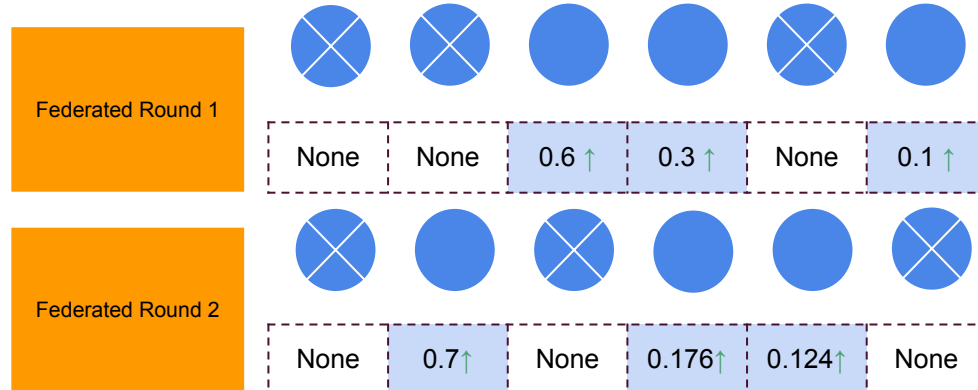 Federated Round 1
None None 0.6 ↑ 0.3 ↑ None 0.1 ↑
Federated Round 2
None 0.7↑ None 0.176↑ 0.124↑ None